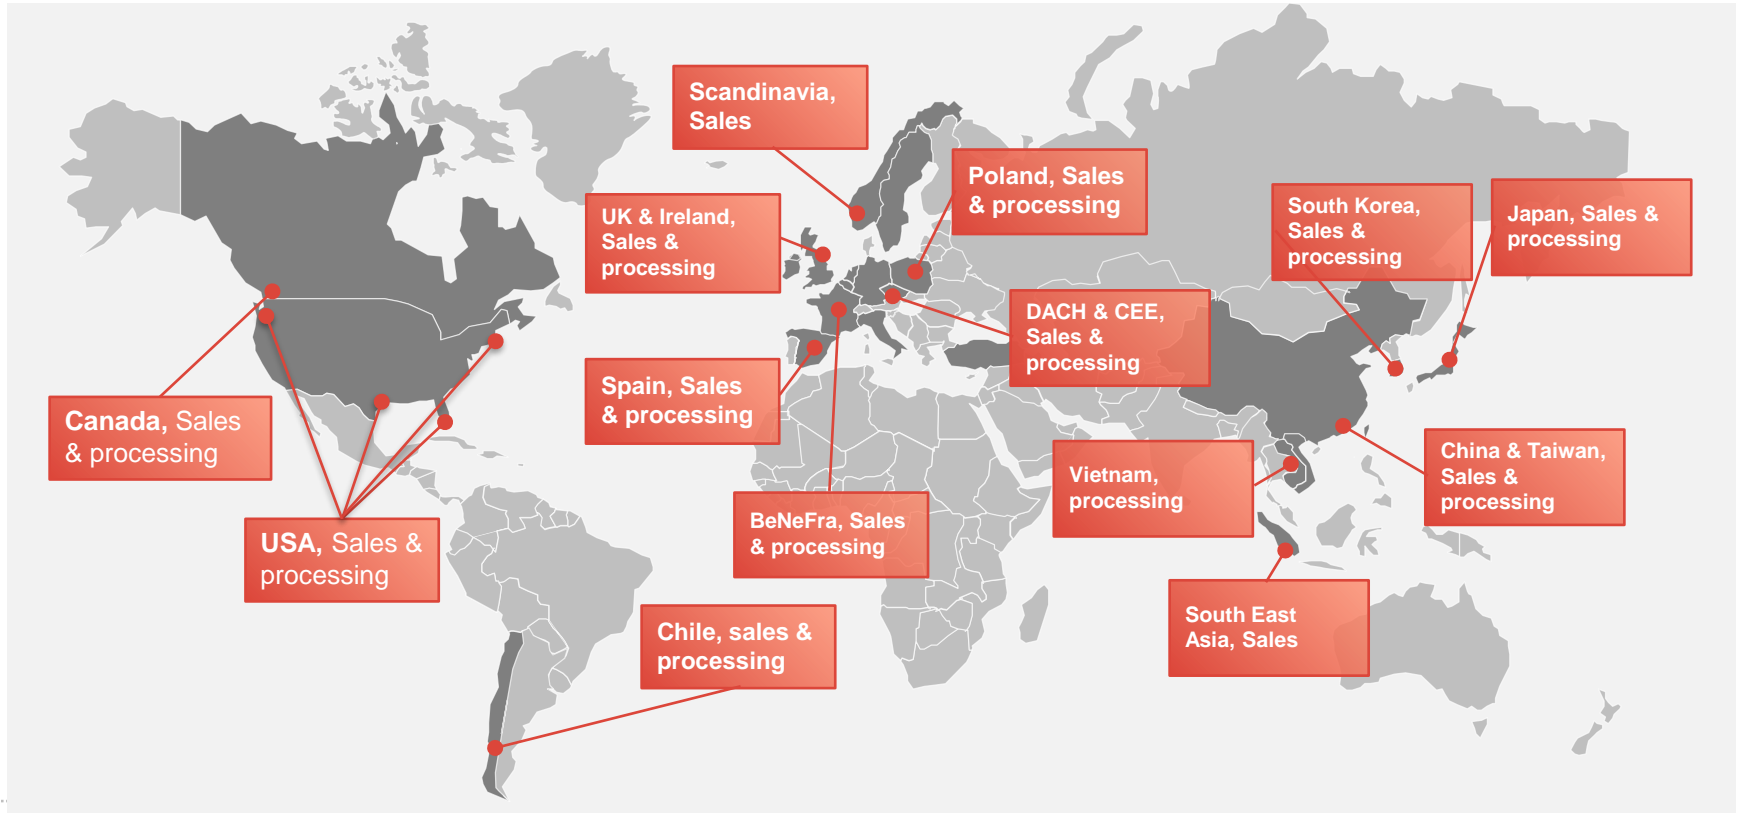 Scandinavia,
Sales
Poland, Sales
& processing
UK & Ireland,
Sales &
processing
South Korea,
Sales &
processing
Japan, Sales &
processing
DACH & CEE,
Sales &
processing
Spain, Sales
& processing
Canada, Sales
& processing
China & Taiwan,
Sales &
processing
Vietnam,
processing
BeNeFra, Sales
& processing
USA, Sales &
processing
Chile, sales &
processing
South East
Asia, Sales